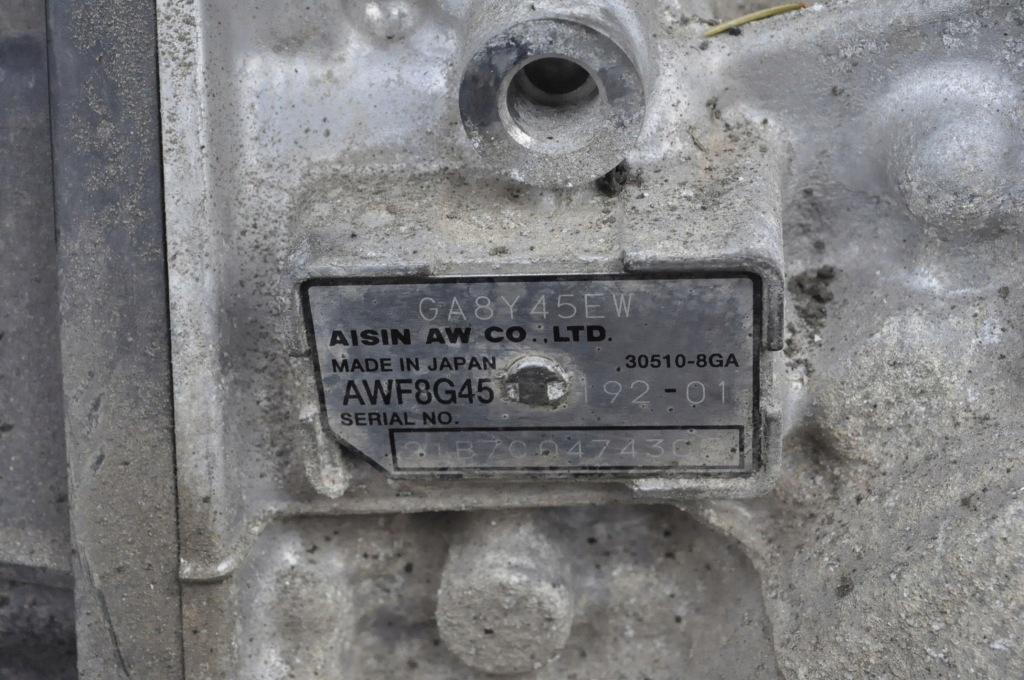 GA8Y45EW
AISIN AW CO.,LTD.
MADE IN JAPAN .30510-8GA
AWF8G45 192-01
SERIAL NO.